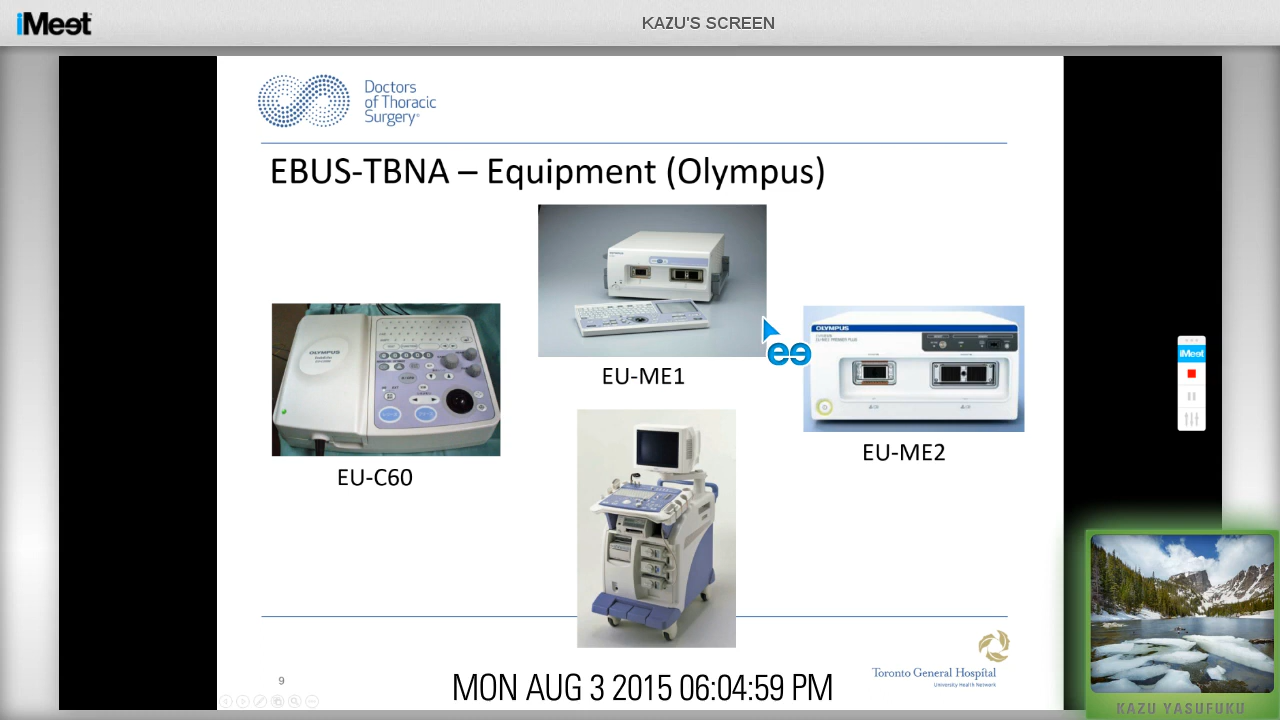 iMeet
KAZU'S SCREEN
Doctors
of Thoracic
Surgery
EBUS-TBNA – Equipment (Olympus)
EU-ME1
OLYMPUS
OLYMPUS
EU-ME2
EU-C60
iMeet
9
Toronto General Hospital
University Health Network
MON AUG 3 2015 06:04:59 PM
KAZU YASUFUKU